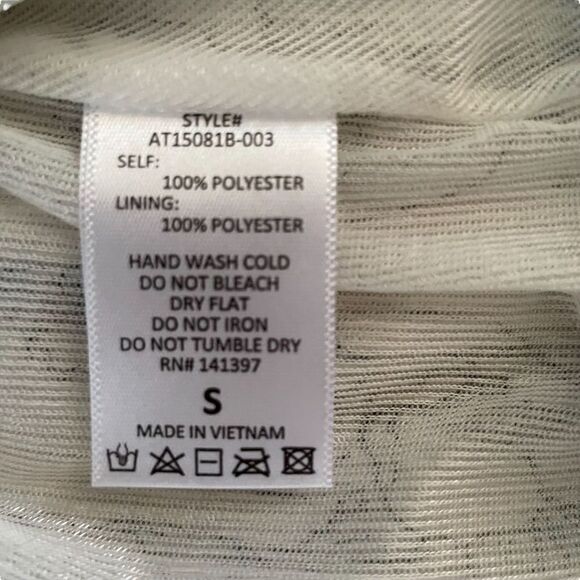 STYLE#
AT15081B-003
SELF:
100% POLYESTER
LINING:
100% POLYESTER
HAND WASH COLD
DO NOT BLEACH
DRY FLAT
DO NOT IRON
DO NOT TUMBLE DRY
RN# 141397
S
MADE IN VIETNAM